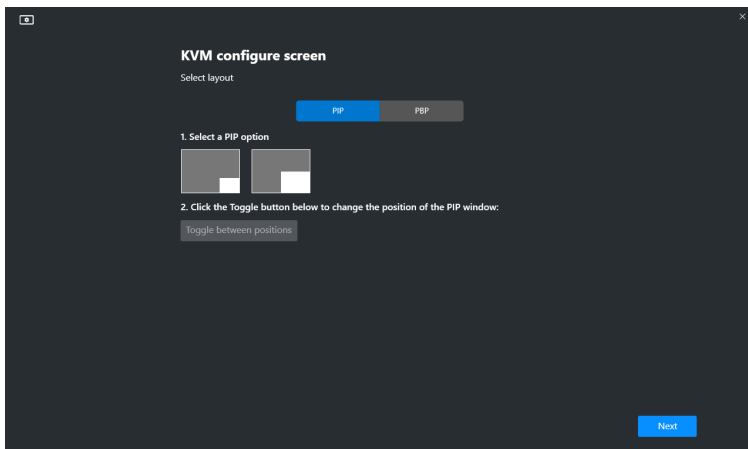 KVM configure screen
Select layout
PIP PBP
1. Select a PIP option
2. Click the Toggle button below to change the position of the PIP window:
Toggle between positions
Next